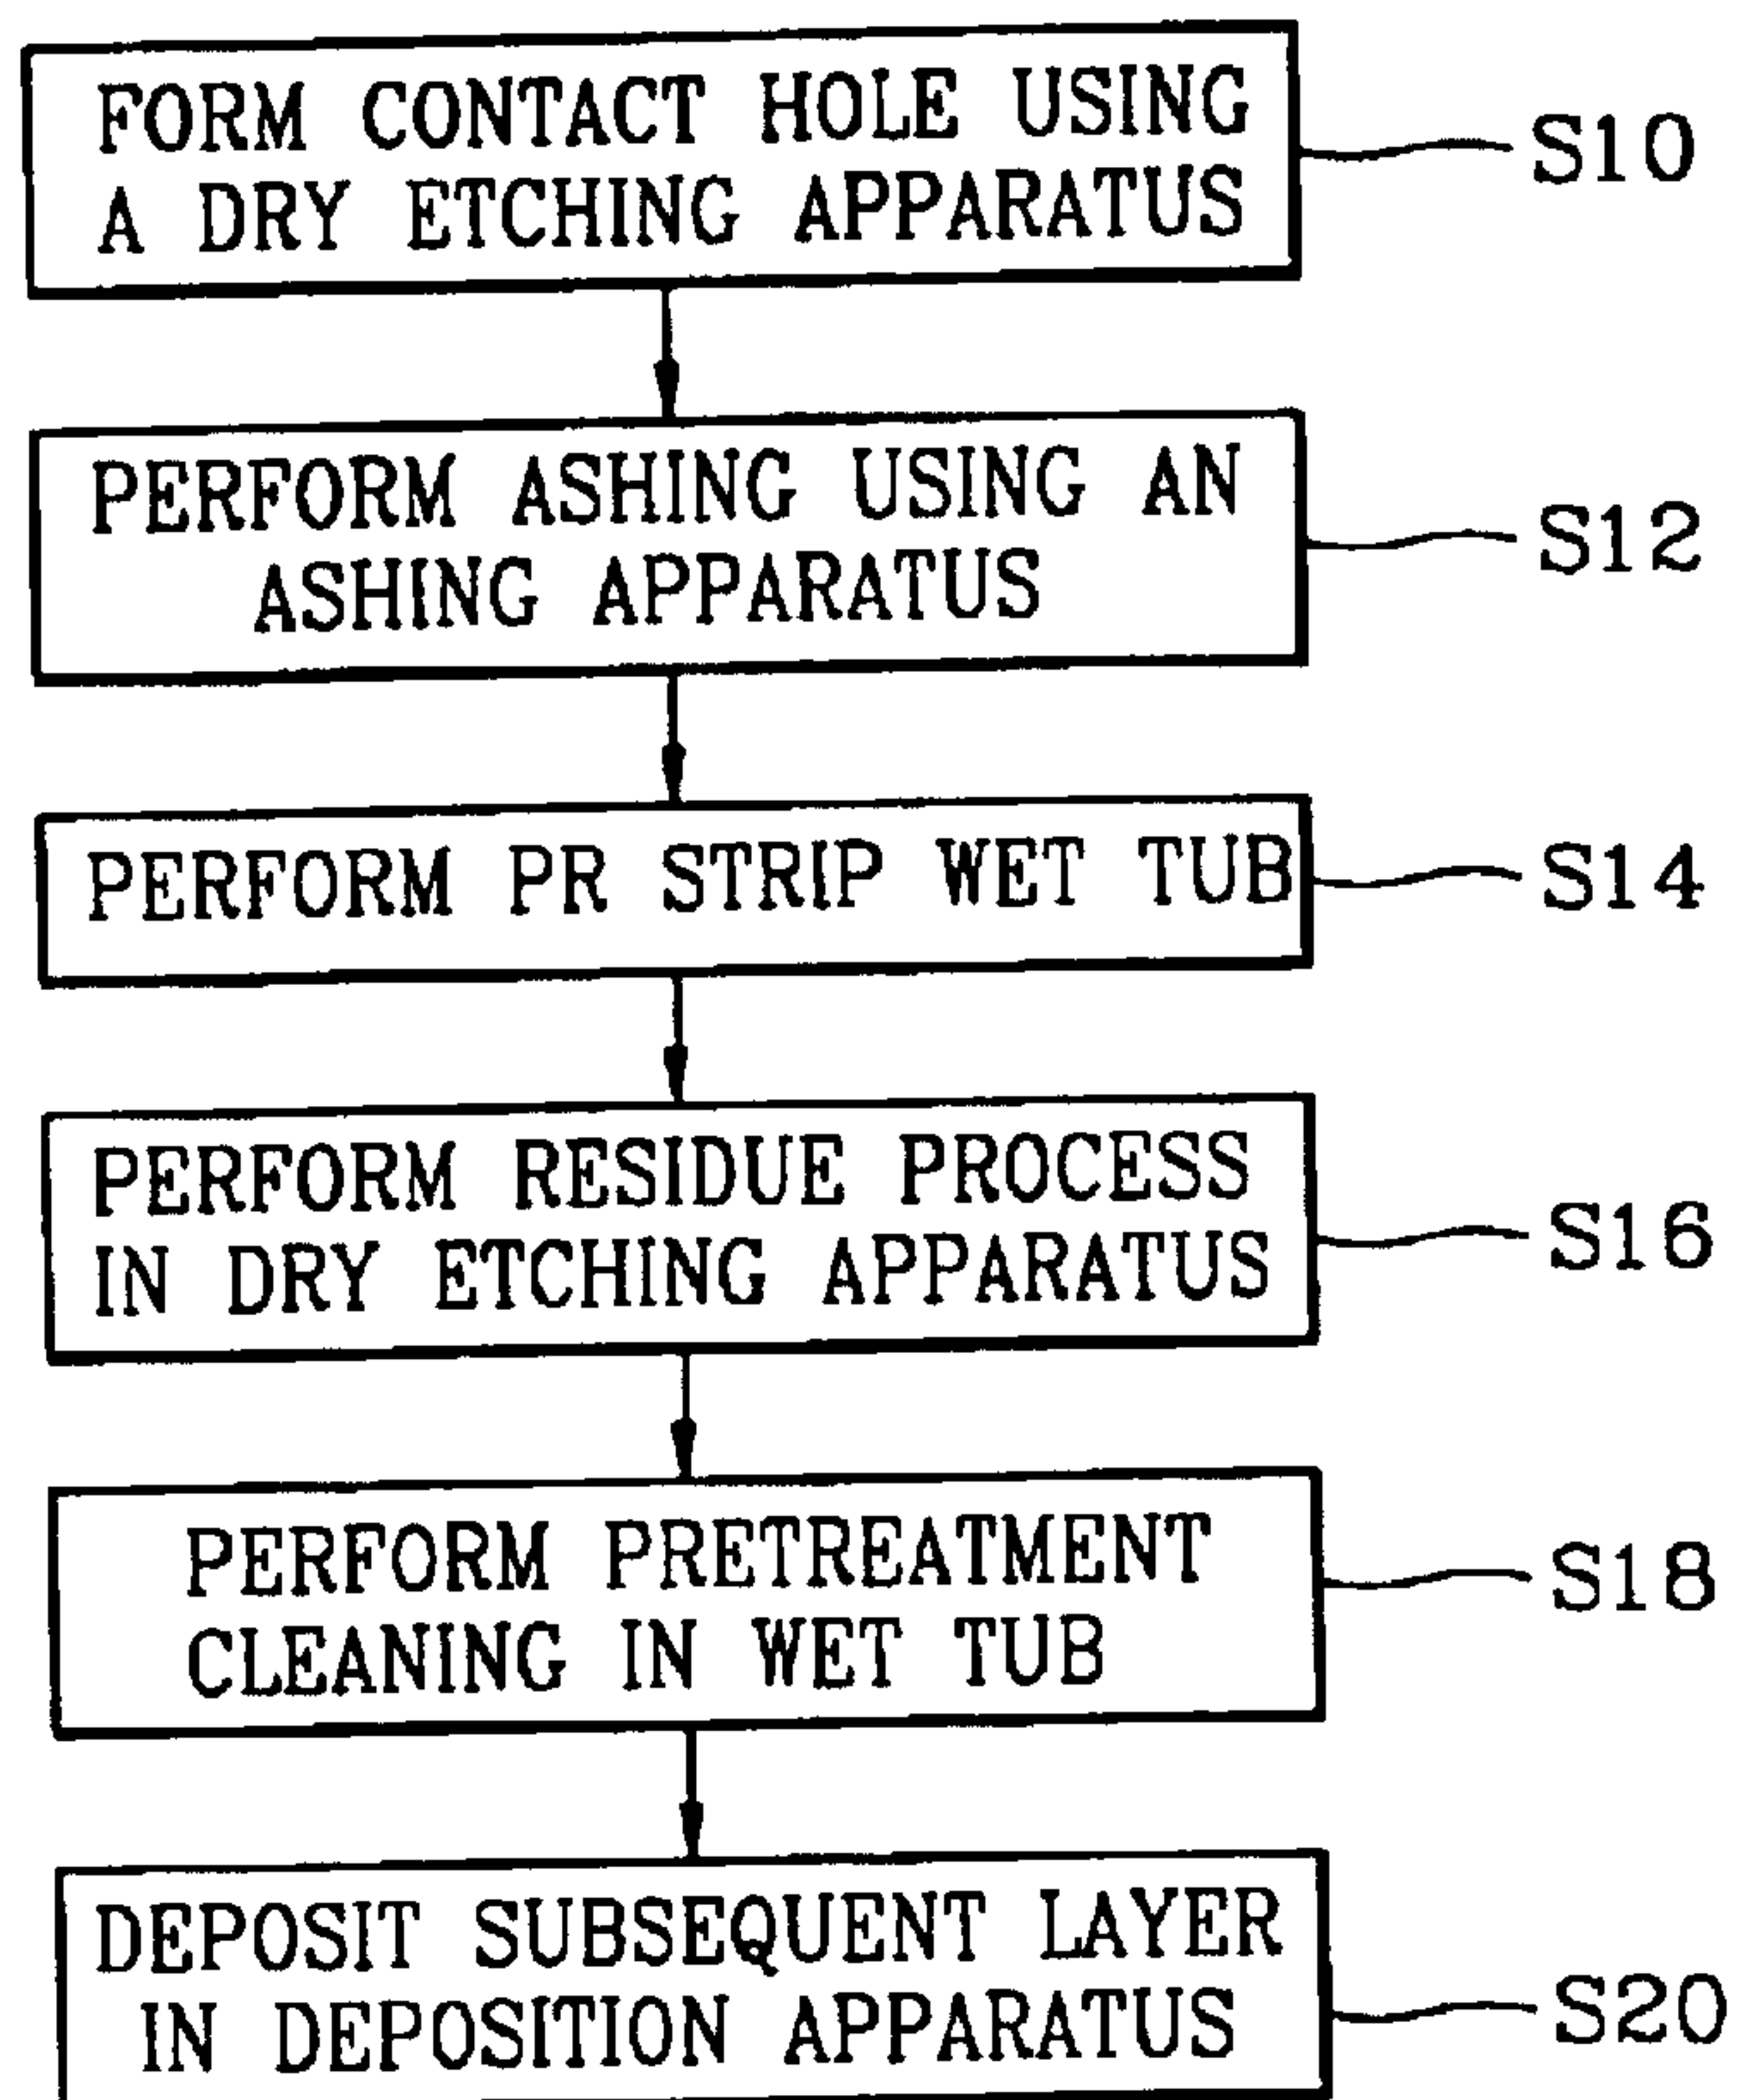 FORM CONTACT HOLE USING
A DRY ETCHING APPARATUS
S10
PERFORM ASHING USING AN
ASHING APPARATUS
S12
PERFORM PR STRIP WET TUB
S14
PERFORM RESIDUE PROCESS
IN DRY ETCHING APPARATUS
S16
PERFORM PRETREATMENT
CLEANING IN WET TUB
S18
DEPOSIT SUBSEQUENT LAYER
IN DEPOSITION APPARATUS
S20